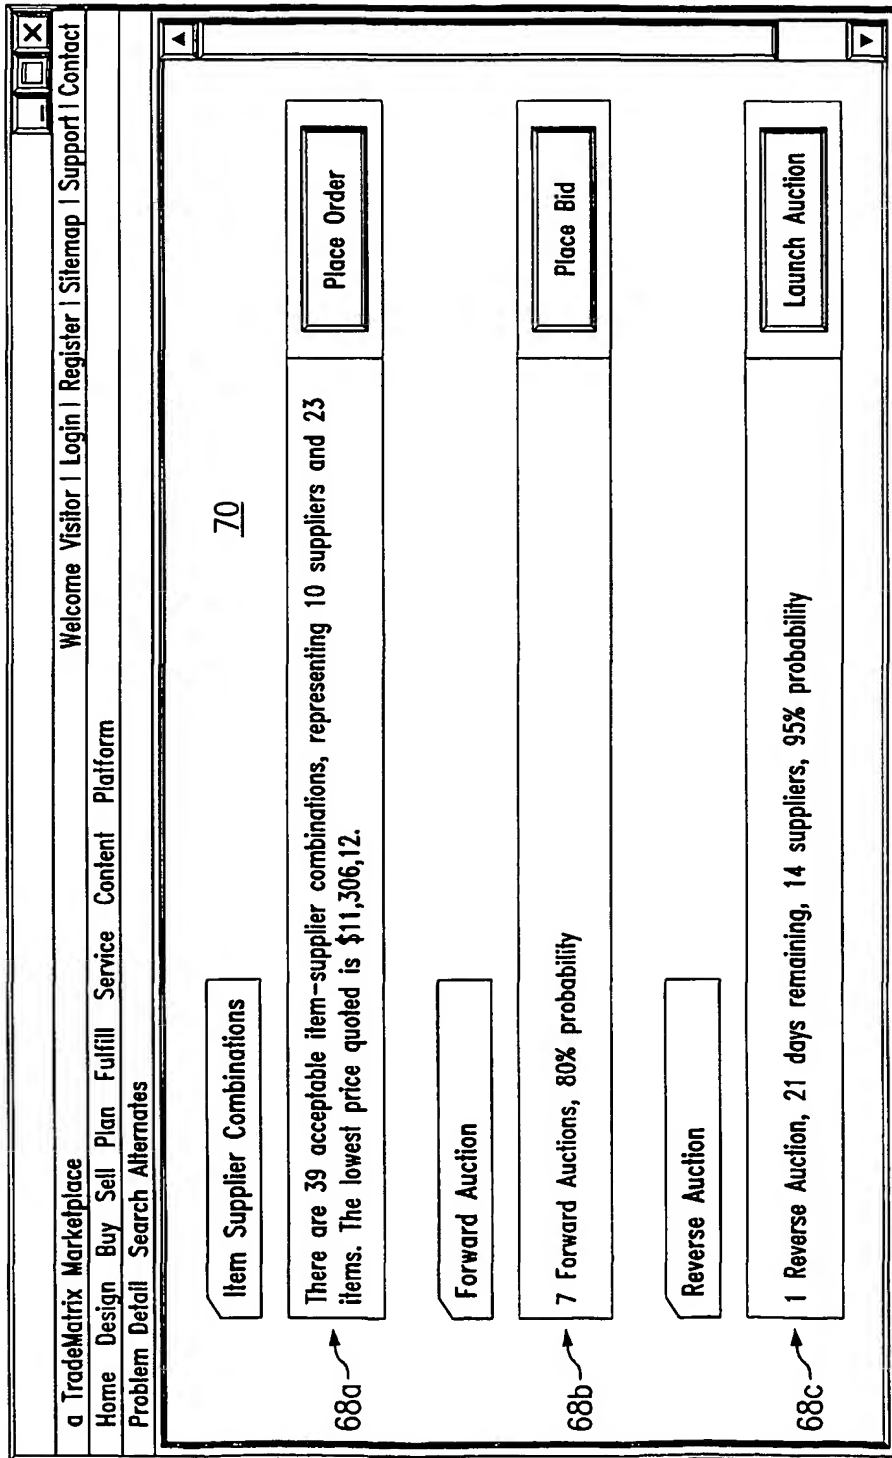 a TradeMatrix Marketplace
Welcome Visitor | Login | Register | Sitemap | Support | Contact
Home Design Buy Sell Plan Fulfill Service Content Platform
Problem Detail Search Alternates
70
Item Supplier Combinations
68a
There are 39 acceptable item-supplier combinations, representing 10 suppliers and 23
items. The lowest price quoted is $11,306,12.
Place Order
Forward Auction
68b
7 Forward Auctions, 80% probability
Place Bid
Reverse Auction
68c
1 Reverse Auction, 21 days remaining, 14 suppliers, 95% probability
Launch Auction